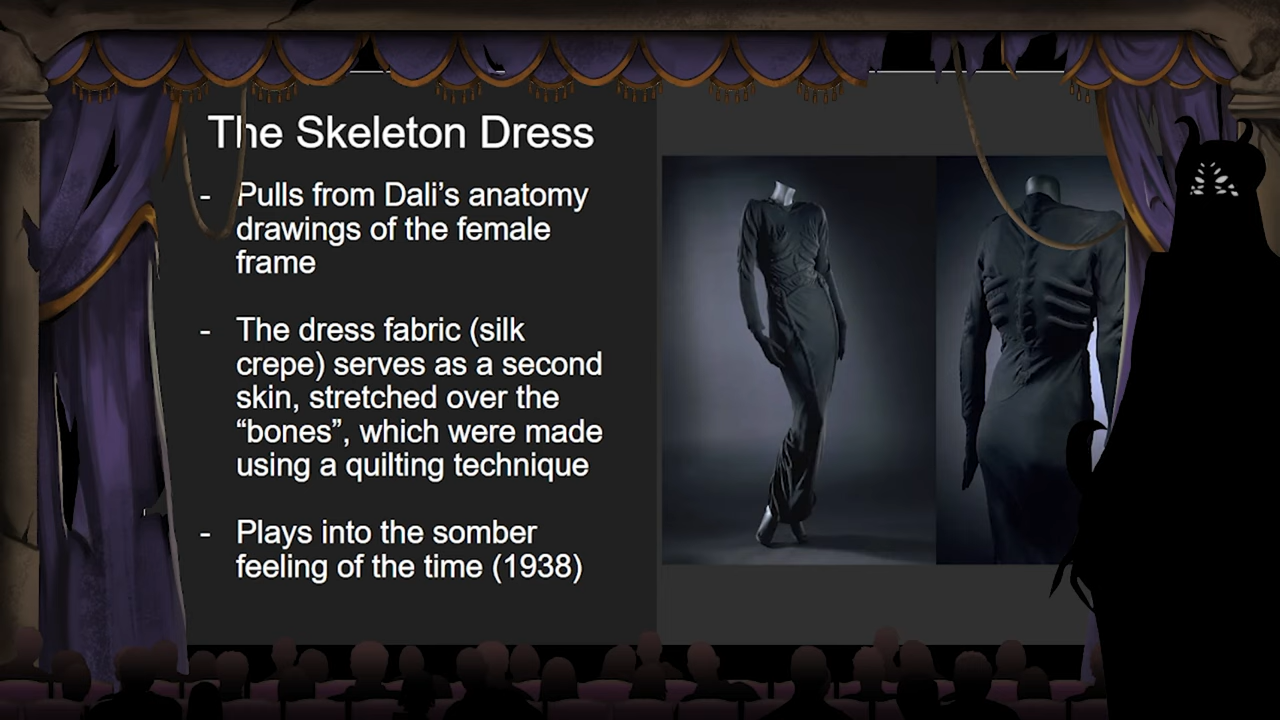 The Skeleton Dress
- Pulls from Dali’s anatomy
drawings of the female
frame
- The dress fabric (silk
crepe) serves as a second
skin, stretched over the
“bones”, which were made
using a quilting technique
- Plays into the somber
feeling of the time (1938)